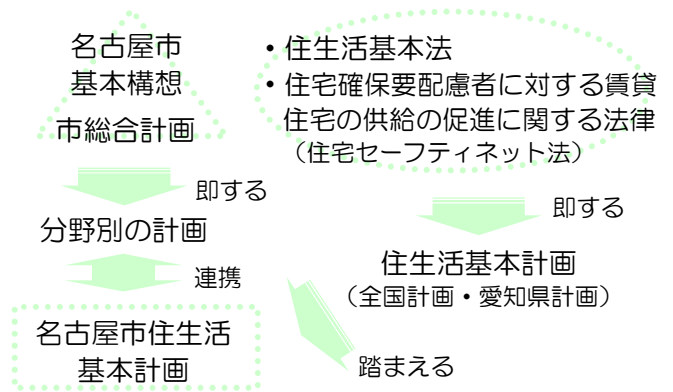 名古屋市
基本構想
市総合計画
即する
分野別の計画
連携
名古屋市住生活
基本計画
・住生活基本法
・住宅確保要配慮者に対する賃貸
住宅の供給の促進に関する法律
（住宅セーフティネット法）
即する
住生活基本計画
（全国計画・愛知県計画）
踏まえる